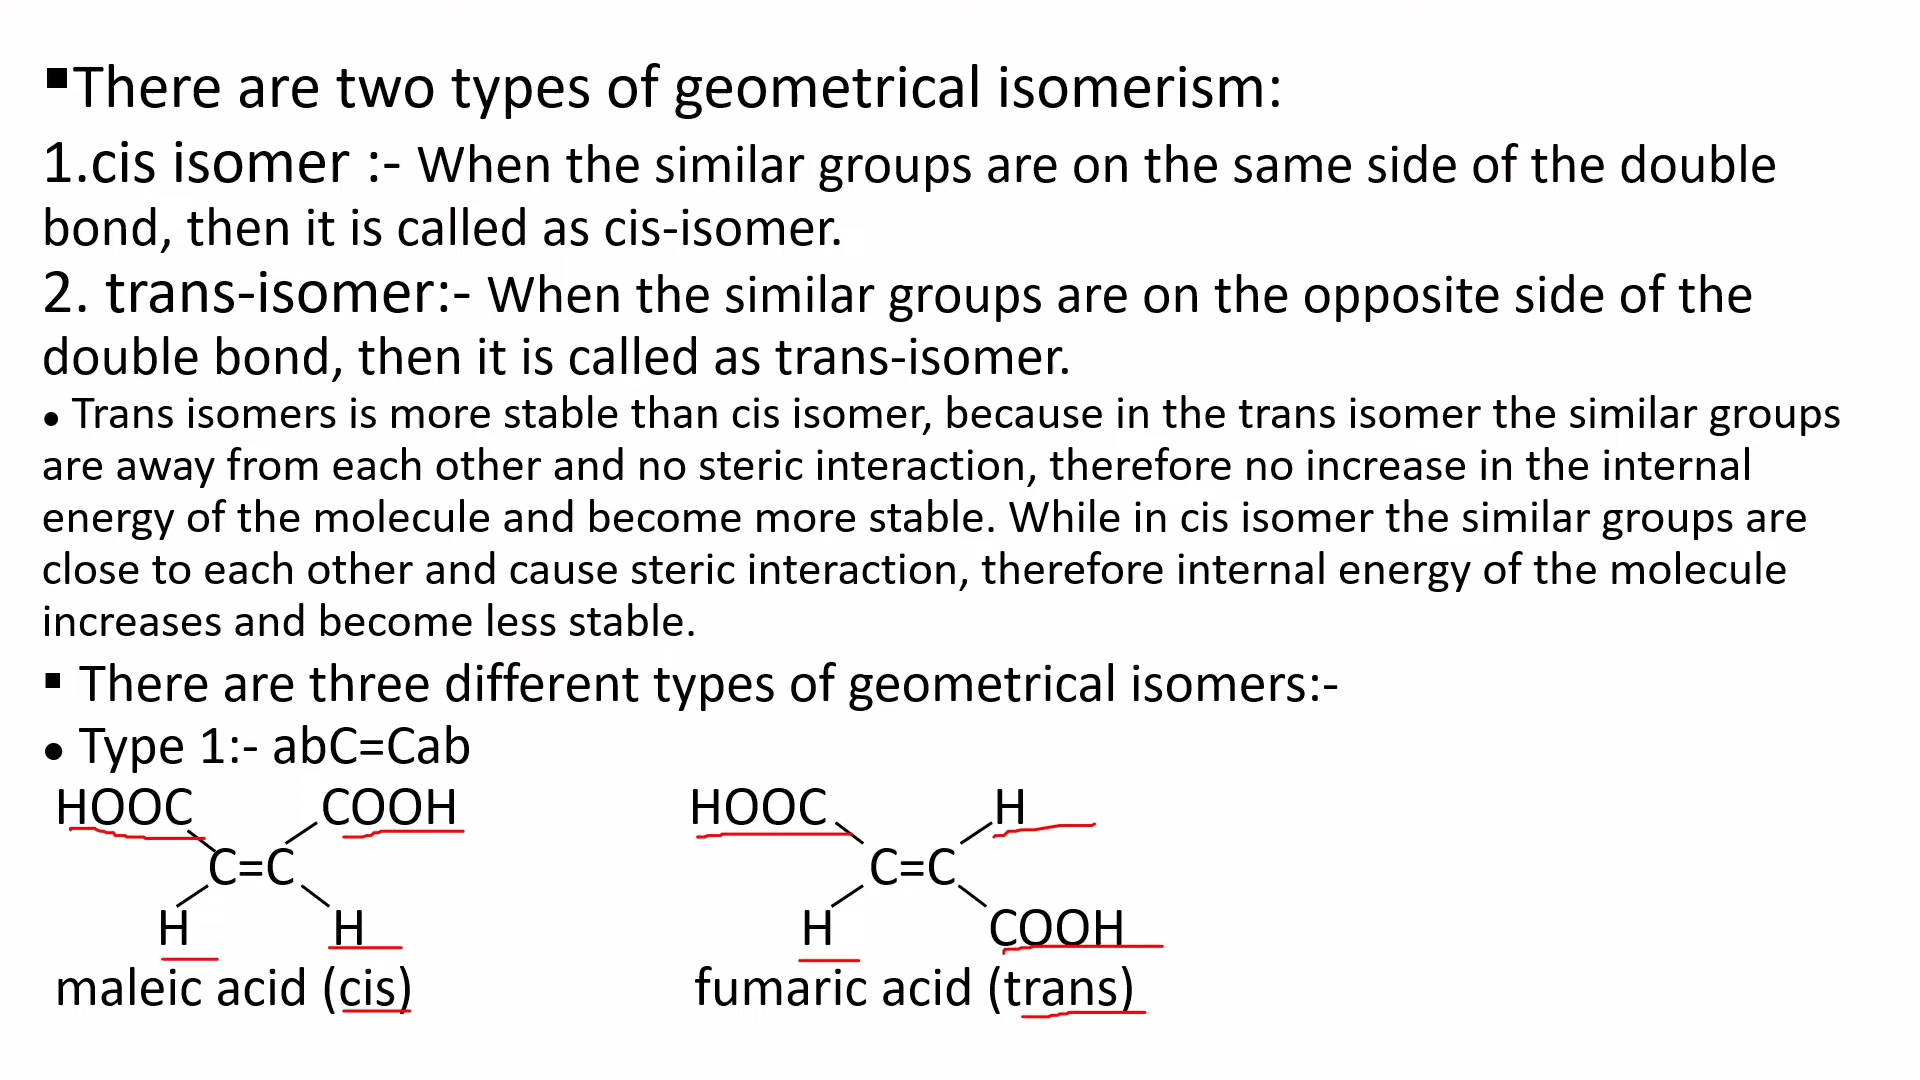 ▪There are two types of geometrical isomerism:
1.cis isomer :- When the similar groups are on the same side of the double
bond, then it is called as cis-isomer.
2. trans-isomer:- When the similar groups are on the opposite side of the
double bond, then it is called as trans-isomer.
• Trans isomers is more stable than cis isomer, because in the trans isomer the similar groups
are away from each other and no steric interaction, therefore no increase in the internal
energy of the molecule and become more stable. While in cis isomer the similar groups are
close to each other and cause steric interaction, therefore internal energy of the molecule
increases and become less stable.
▪ There are three different types of geometrical isomers:-
• Type 1:- abC=Cab
HOOC COOH HOOC H
C=C C=C
H H H COOH
maleic acid (cis) fumaric acid (trans)